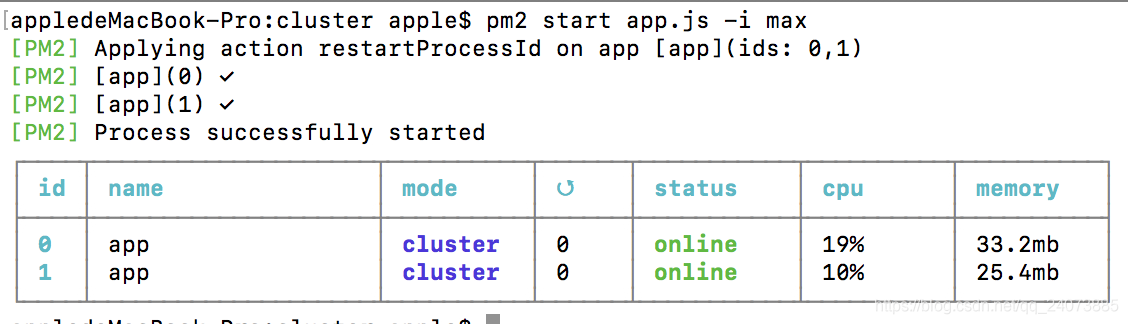 [appledeMacBook-Pro:cluster apple$ pm2 start app.js -i max
[PM2] Applying action restartProcessId on app [app](ids: 0,1)
[PM2] [app](0) ✓
[PM2] [app](1) ✓
[PM2] Process successfully started
id name mode ↺ status cpu memory
0 app cluster 0 online 19% 33.2mb
1 app cluster 0 online 10% 25.4mb
https://blog.csdn.net/qq_24073885
appledeMacBook-Pro:cluster apple$